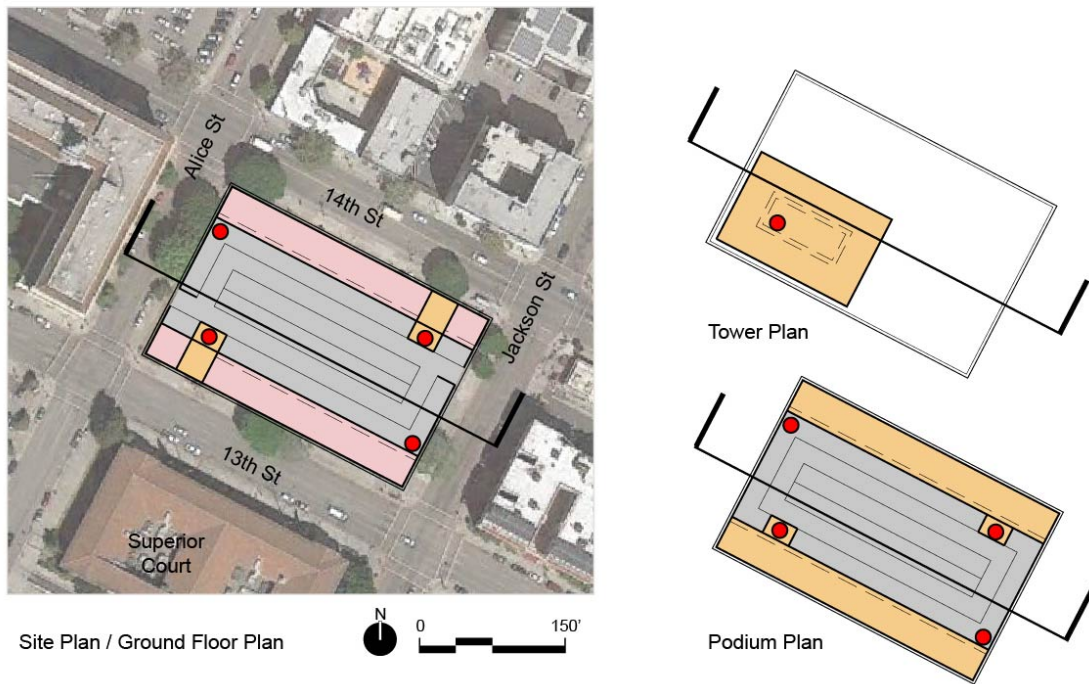 Alice St
14th St
Jackson St
13th St
Superior
Court
Site Plan / Ground Floor Plan
N
0
150'
Tower Plan
Podium Plan